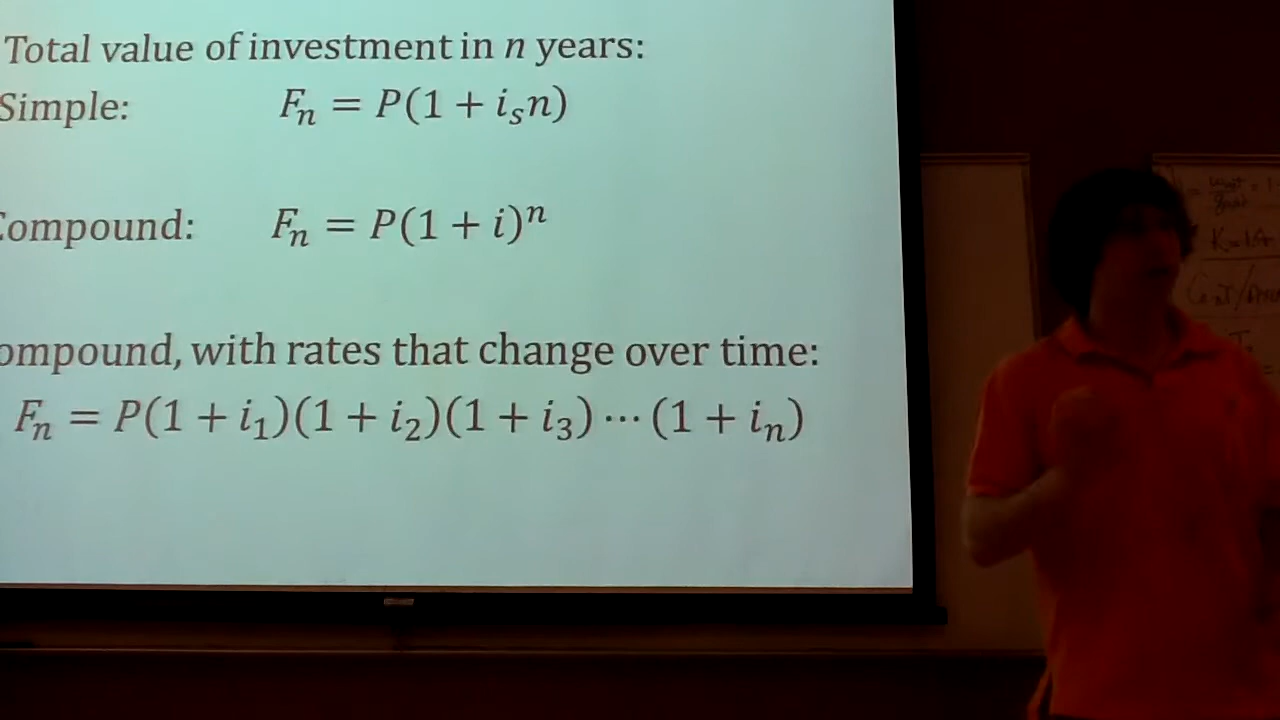 Total value of investment in n years:
Simple: Fₙ = P(1 + iₛn)
Compound: Fₙ = P(1 + i)ⁿ
ompound, with rates that change over time:
Fₙ = P(1 + i₁)(1 + i₂)(1 + i₃) ⋯ (1 + iₙ)